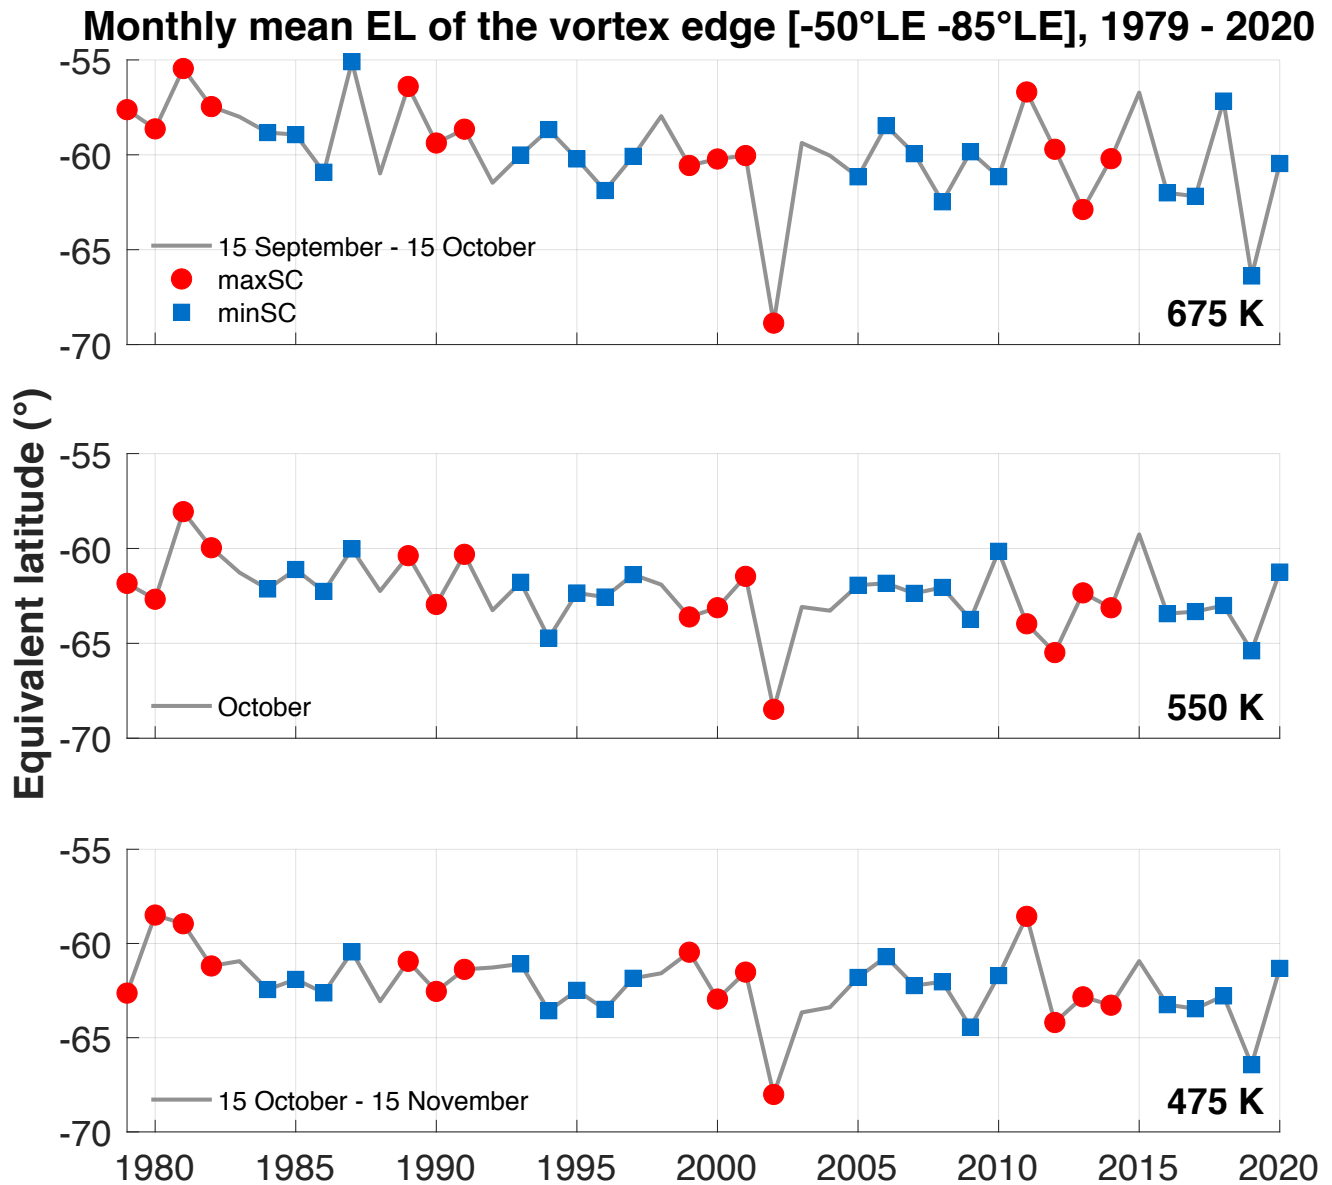 Monthly mean EL of the vortex edge [-50°LE -85°LE], 1979 - 2020
Equivalent latitude (°)
-55
-60
-65
-70
15 September - 15 October
maxSC
minSC
675 K
-55
-60
-65
-70
October
550 K
-55
-60
-65
-70
15 October - 15 November
475 K
1980 1985 1990 1995 2000 2005 2010 2015 2020